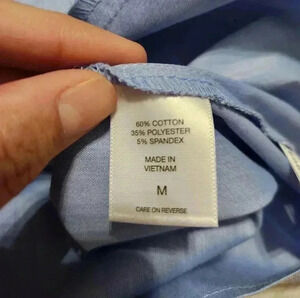 60% COTTON
35% POLYESTER
5% SPANDEX
MADE IN
VIETNAM
M
CARE ON REVERSE